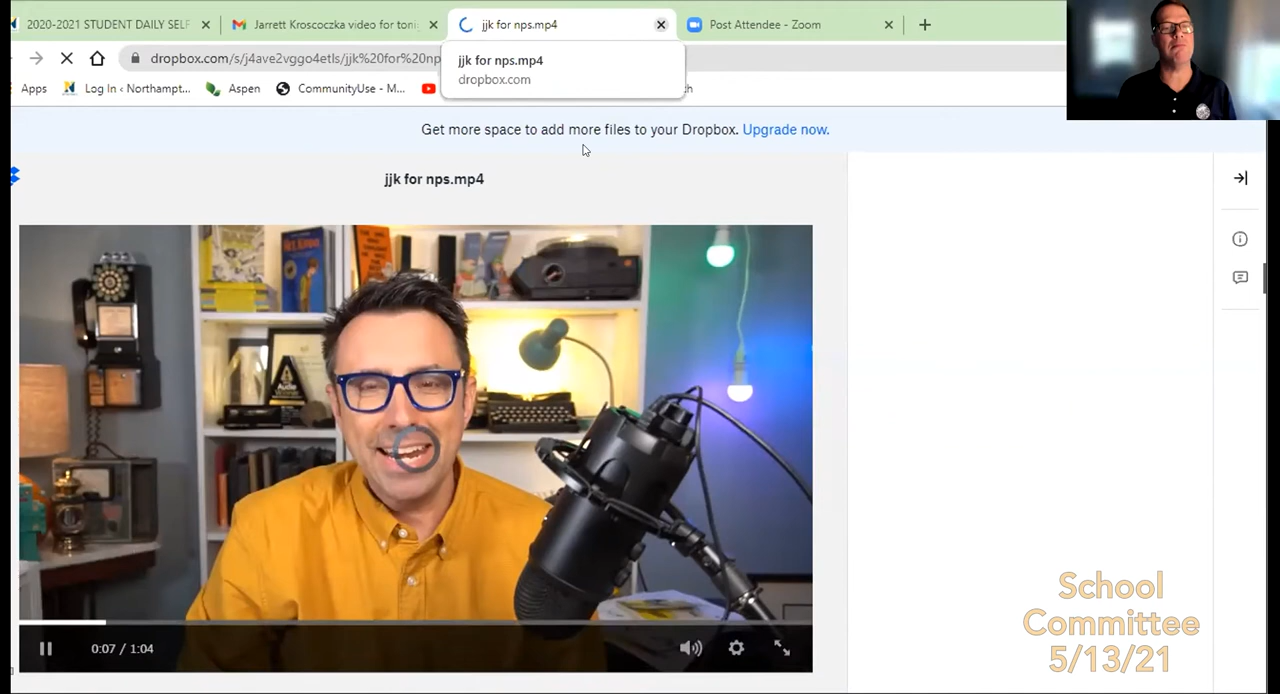 2020-2021 STUDENT DAILY SELF
Jarrett Kroscoczka video for toni
jjk for nps.mp4
Post Attendee - Zoom
dropbox.com/s/j4ave2vggo4etls/jjk%20for%20np
jjk for nps.mp4
dropbox.com
Apps
Log In ‹ Northampt...
Aspen
CommunityUse - M...
Get more space to add more files to your Dropbox. Upgrade now.
jjk for nps.mp4
0:07 / 1:04
School
Committee
5/13/21